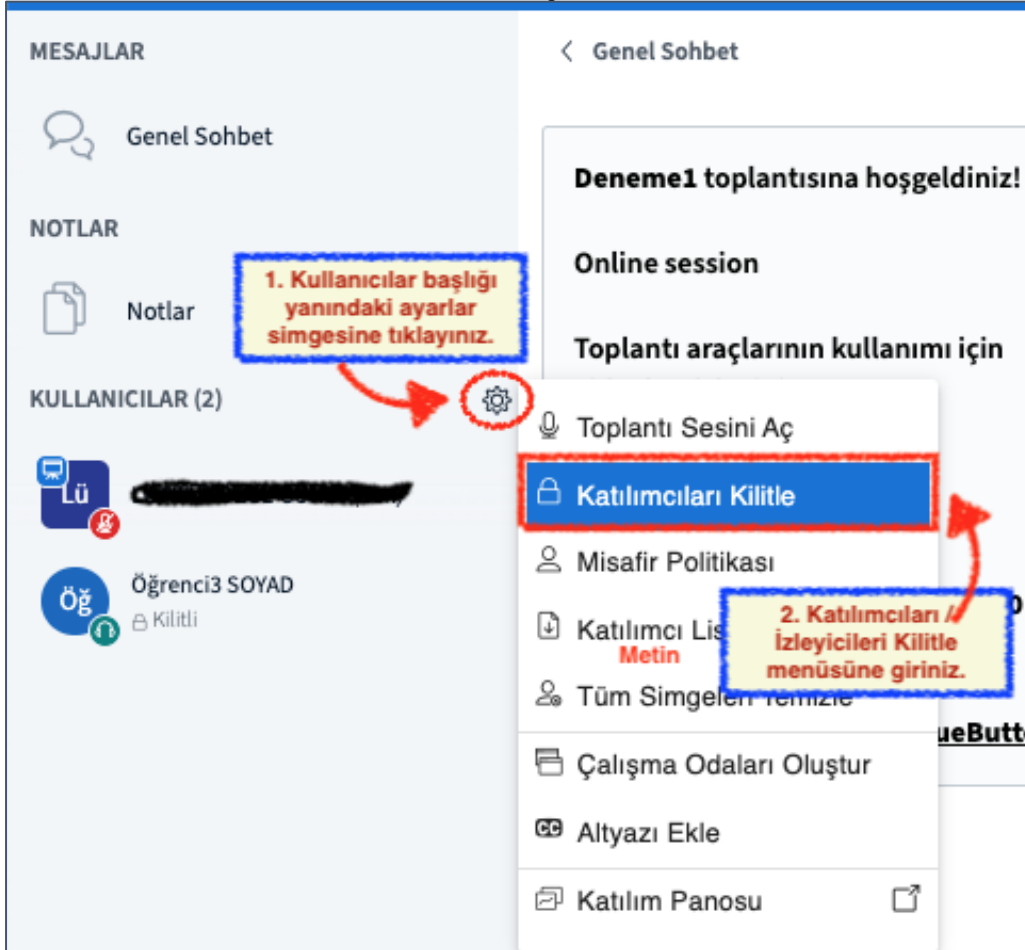 MESAJLAR
Genel Sohbet
NOTLAR
Notlar
KULLANICILAR (2)
Lü
Öğ
Öğrenci3 SOYAD
Kilitli
1. Kullanıcılar başlığı
yanındaki ayarlar
simgesine tıklayınız.
Genel Sohbet
Deneme1 toplantısına hoşgeldiniz!
Online session
Toplantı araçlarının kullanımı için
Toplantı Sesini Aç
Katılımcıları Kilitle
Misafir Politikası
Katılımcı Lis
Metin
Tüm Simgeleri Temizle
Çalışma Odaları Oluştur
Altyazı Ekle
Katılım Panosu
2. Katılımcıları /
İzleyicileri Kilitle
menüsüne giriniz.
ueButt